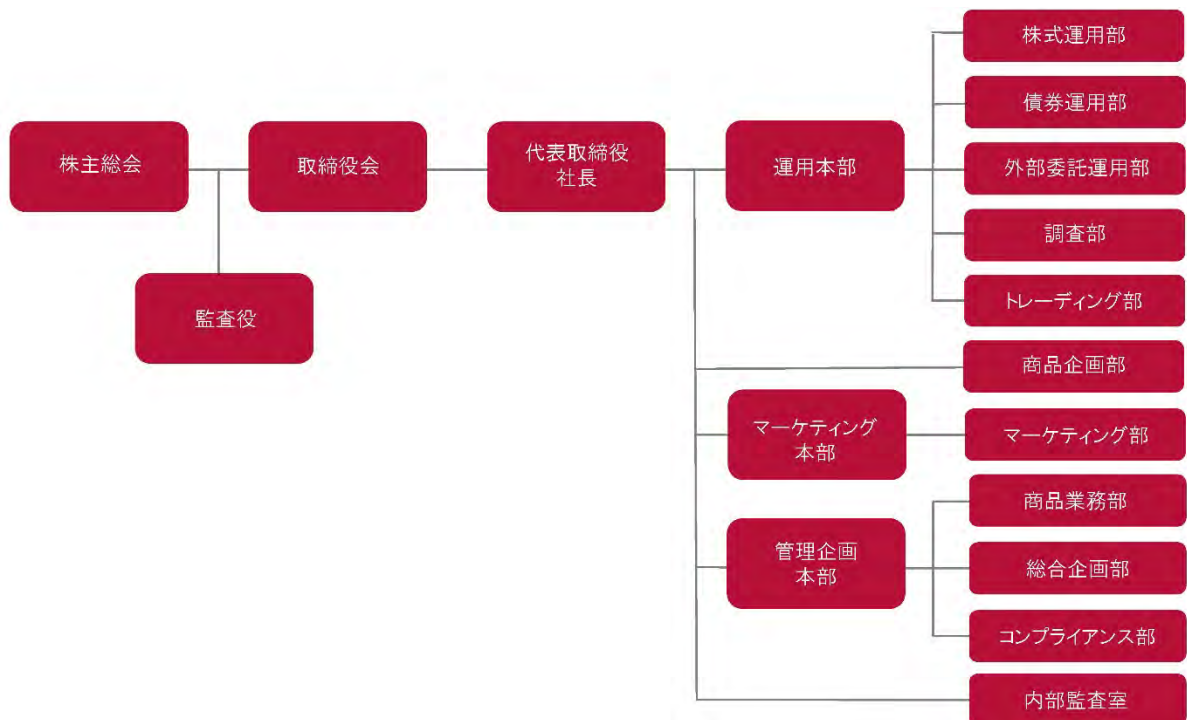 株主総会
取締役会
代表取締役
社長
監査役
運用本部
株式運用部
債券運用部
外部委託運用部
調査部
トレーディング部
商品企画部
マーケティング
本部
マーケティング部
管理企画
本部
商品業務部
総合企画部
コンプライアンス部
内部監査室